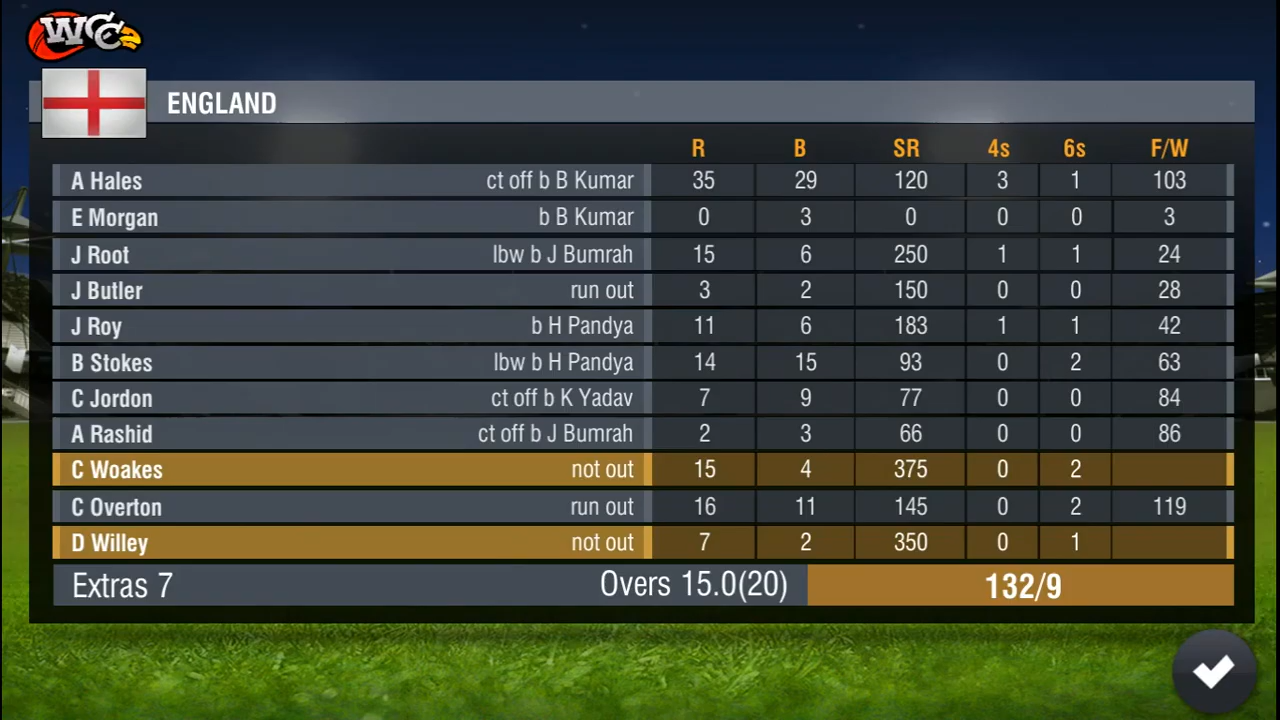 WCC
ENGLAND
R B SR 4s 6s F/W
A Hales ct off b B Kumar 35 29 120 3 1 103
E Morgan b B Kumar 0 3 0 0 0 3
J Root lbw b J Bumrah 15 6 250 1 1 24
J Butler run out 3 2 150 0 0 28
J Roy b H Pandya 11 6 183 1 1 42
B Stokes lbw b H Pandya 14 15 93 0 2 63
C Jordon ct off b K Yadav 7 9 77 0 0 84
A Rashid ct off b J Bumrah 2 3 66 0 0 86
C Woakes not out 15 4 375 0 2
C Overton run out 16 11 145 0 2 119
D Willey not out 7 2 350 0 1
Extras 7 Overs 15.0(20) 132/9